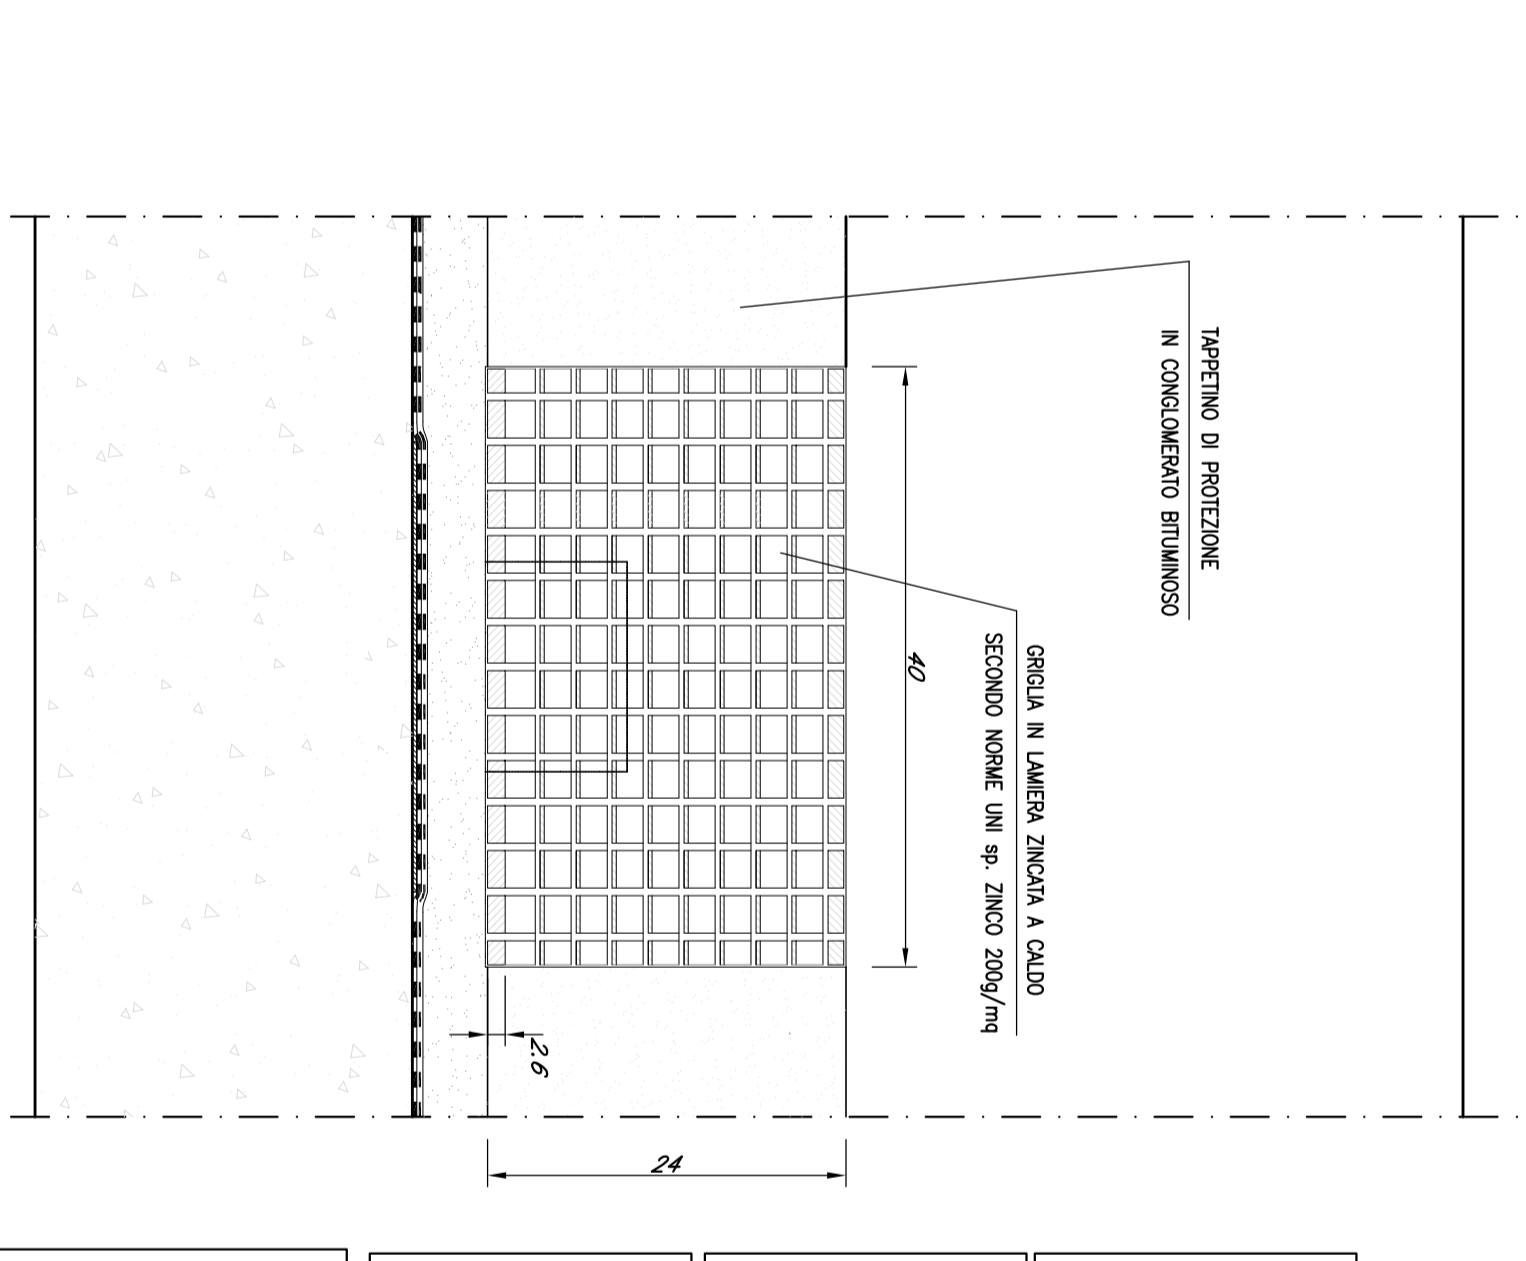 TAPPETINO DI PROTEZIONE
IN CONGLOMERATO BITUMINOSO
GRIGLIA IN LAMIERA ZINCATA A CALDO
SECONDO NORME UNI sp. ZINCO 200g/mq
40
2.6
24